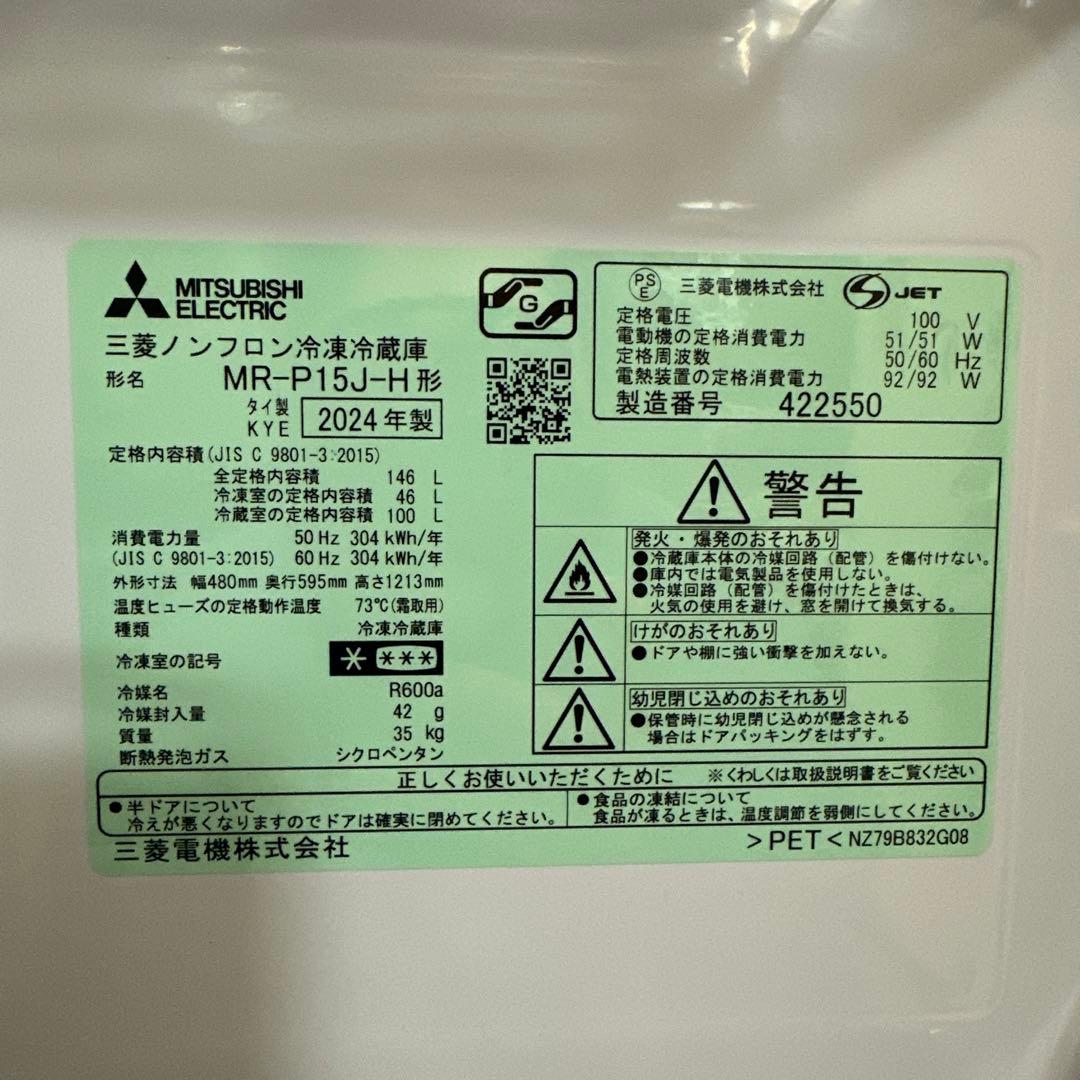 MITSUBISHI
ELECTRIC
三菱ノンフロン冷凍冷蔵庫
形名 MR-P15J-H形
タイ製
KYE 2024年製
G
定格内容積(JIS C 9801-3:2015)
全定格内容積 146 L
冷凍室の定格内容積 46 L
冷蔵室の定格内容積 100 L
消費電力量 50 Hz 304 kWh/年
(JIS C 9801-3:2015) 60 Hz 304 kWh/年
外形寸法 幅480mm 奥行595mm 高さ1213mm
温度ヒューズの定格動作温度 73℃(霜取用)
種類 冷凍冷蔵庫
冷凍室の記号 * ***
冷媒名 R600a
冷媒封入量 42 g
質量 35 kg
断熱発泡ガス シクロペンタン
PSE 三菱電機株式会社 JET
定格電圧 100 V
電動機の定格消費電力 51/51 W
定格周波数 50/60 Hz
電熱装置の定格消費電力 92/92 W
製造番号 422550
警告
発火・爆発のおそれあり
●冷蔵庫本体の冷媒回路(配管)を傷付けない。
●庫内では電気製品を使用しない。
●冷媒回路(配管)を傷付けたときは、
火気の使用を避け、窓を開けて換気する。
けがのおそれあり
●ドアや棚に強い衝撃を加えない。
幼児閉じ込めのおそれあり
●保管時に幼児閉じ込めが懸念される
場合はドアパッキングをはずす。
正しくお使いいただくために ※くわしくは取扱説明書をご覧ください
●半ドアについて
冷えが悪くなりますのでドアは確実に閉めてください。
●食品の凍結について
食品が凍るときは、温度調節を弱側にしてください。
三菱電機株式会社
>PET< NZ79B832G08